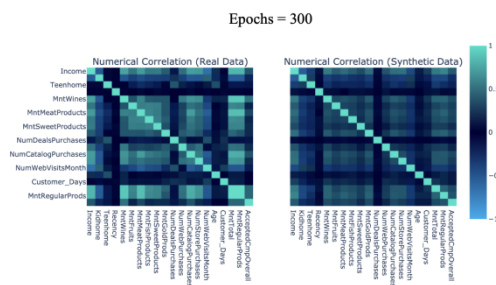 Epochs = 300
Numerical Correlation (Real Data)
Numerical Correlation (Synthetic Data)
Income
Teenhome
MntWines
MntMeatProducts
MntSweetProducts
NumDealsPurchases
NumCatalogPurchases
NumWebVisitsMonth
Customer_Days
MntRegularProds
Income
Kidhome
Teenhome
Recency
MntWines
MntFruits
MntMeatProducts
MntFishProducts
MntSweetProducts
MntGoldProds
NumDealsPurchases
NumWebPurchases
NumCatalogPurchases
NumStorePurchases
NumWebVisitsMonth
Age
Customer_Days
MntTotal
MntRegularProds
AcceptedCmpOverall
Income
Kidhome
Teenhome
Recency
MntWines
MntFruits
MntMeatProducts
MntFishProducts
MntSweetProducts
MntGoldProds
NumDealsPurchases
NumWebPurchases
NumCatalogPurchases
NumStorePurchases
NumWebVisitsMonth
Age
Customer_Days
MntTotal
MntRegularProds
AcceptedCmpOverall
1
0